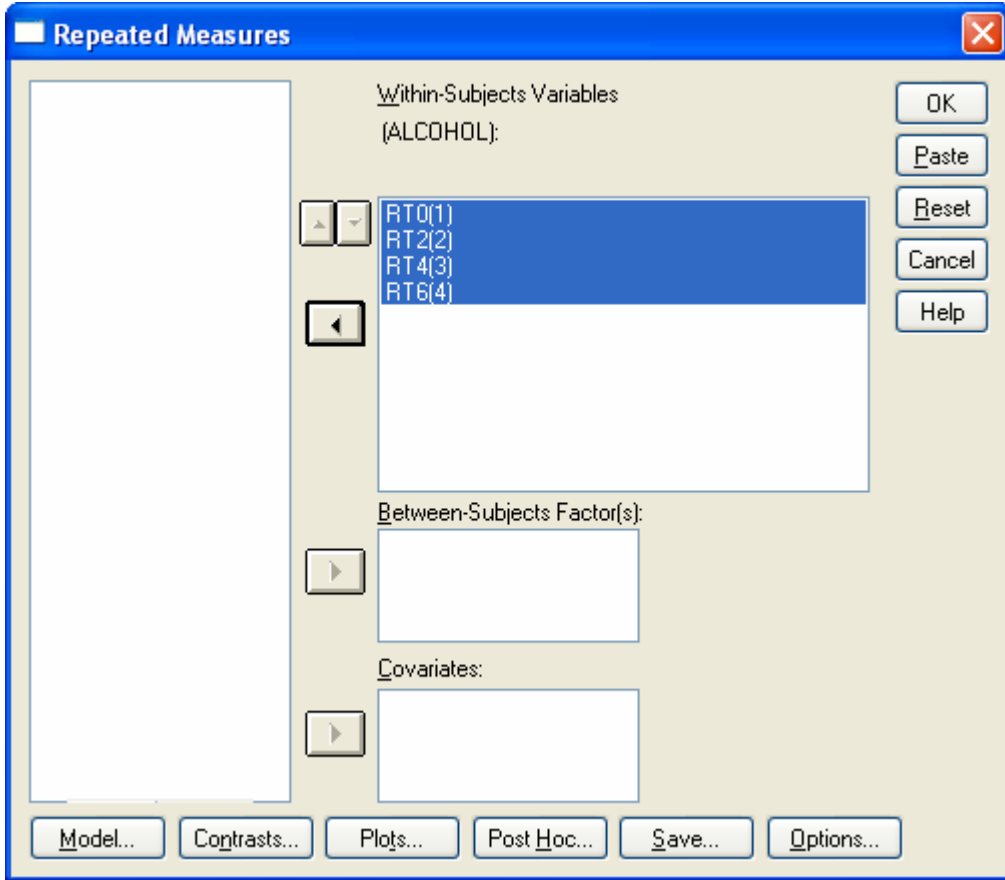 Repeated Measures
Within-Subjects Variables
(ALCOHOL):
RT0(1)
RT2(2)
RT4(3)
RT6(4)
OK
Paste
Reset
Cancel
Help
Between-Subjects Factor(s):
Covariates:
Model...
Contrasts...
Plots...
Post Hoc...
Save...
Options...